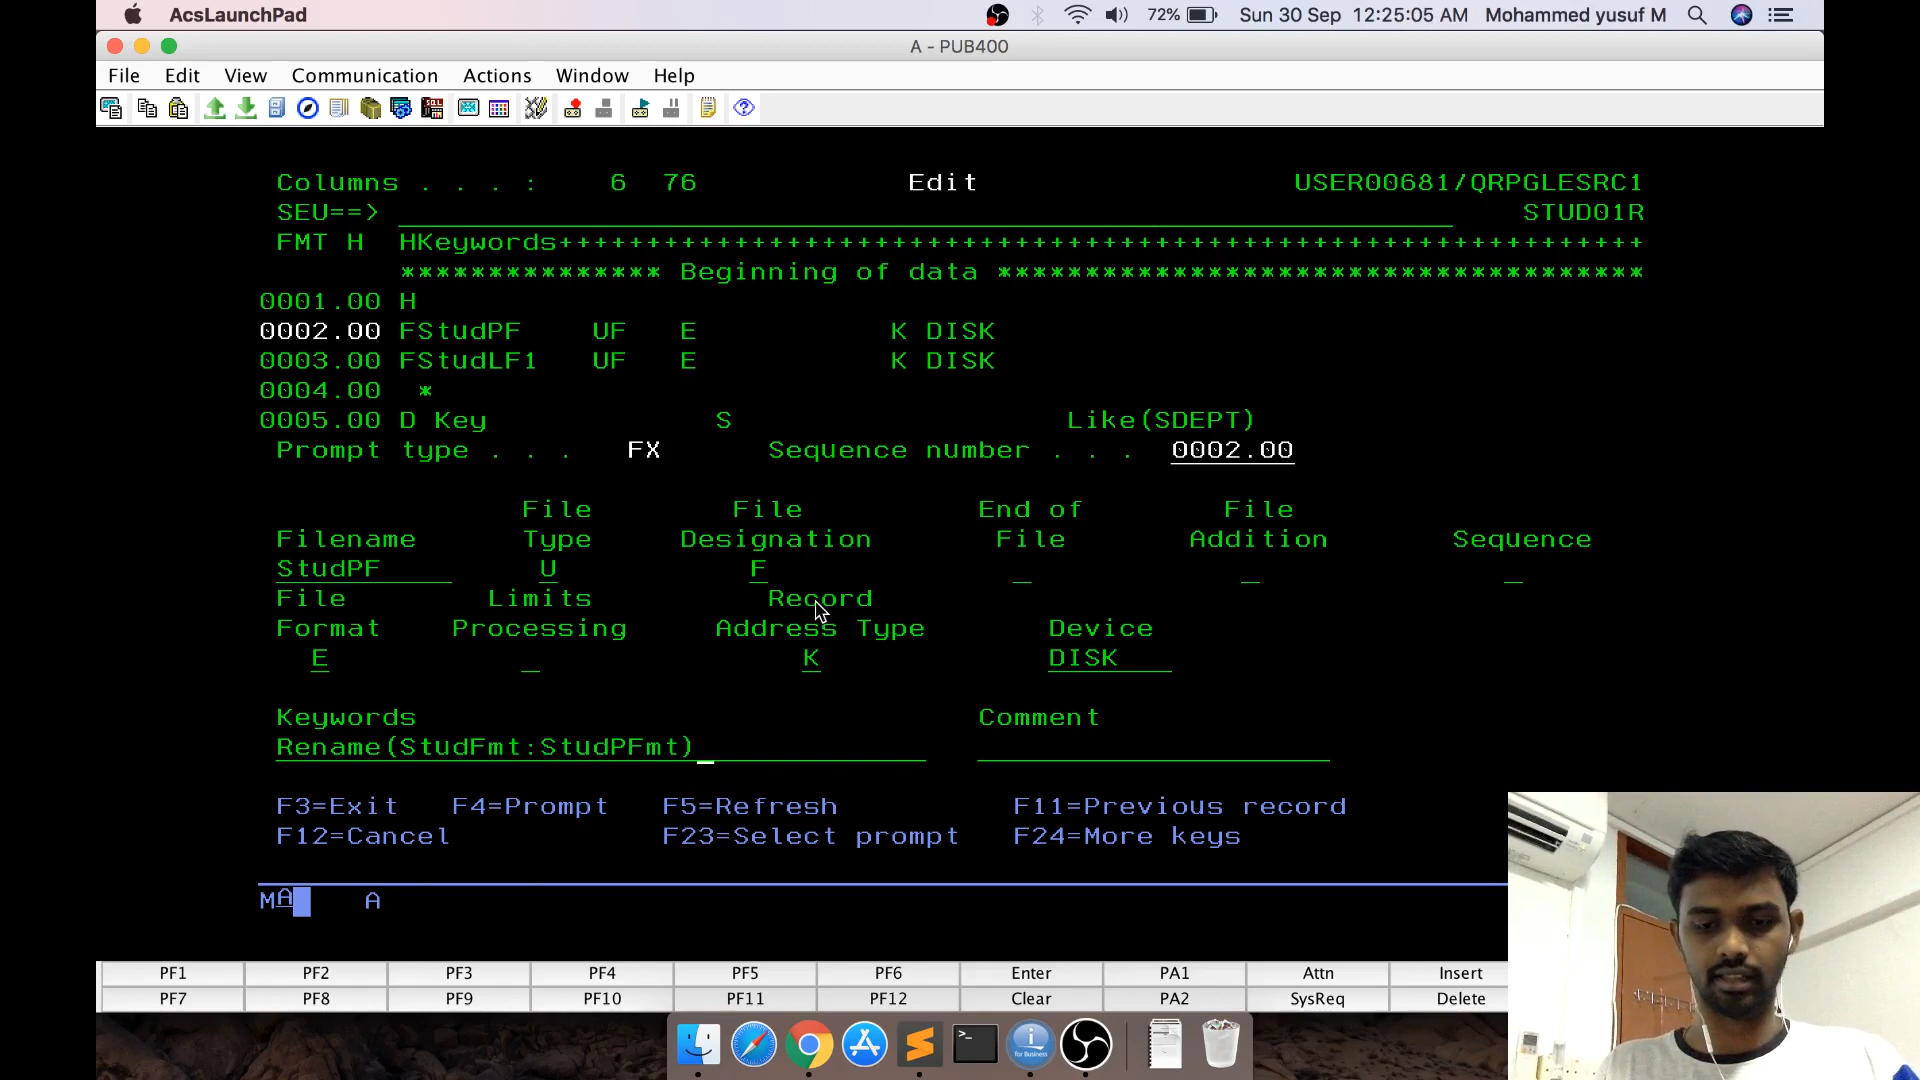 AcsLaunchPad 72% Sun 30 Sep 12:25:05 AM Mohammed yusuf M
A - PUB400
File Edit View Communication Actions Window Help
Columns . . . : 6 76 Edit USER00681/QRPGLESRC1
SEU==> STUD01R
FMT H HKeywords++++++++++++++++++++++++++++++++++++++++++++++++++++++++++++++
*************** Beginning of data *************************************
0001.00 H
0002.00 FStudPF UF E K DISK
0003.00 FStudLF1 UF E K DISK
0004.00 *
0005.00 D Key S Like(SDEPT)
Prompt type . . . FX Sequence number . . . 0002.00
File File End of File
Filename Type Designation File Addition Sequence
StudPF U F _ _ _
File Limits Record
Format Processing Address Type Device
E _ K DISK
Keywords Comment
Rename(StudFmt:StudPFmt)
F3=Exit F4=Prompt F5=Refresh F11=Previous record
F12=Cancel F23=Select prompt F24=More keys
MA A
PF1 PF2 PF3 PF4 PF5 PF6 Enter PA1 Attn Insert
PF7 PF8 PF9 PF10 PF11 PF12 Clear PA2 SysReq Delete
i
for Business